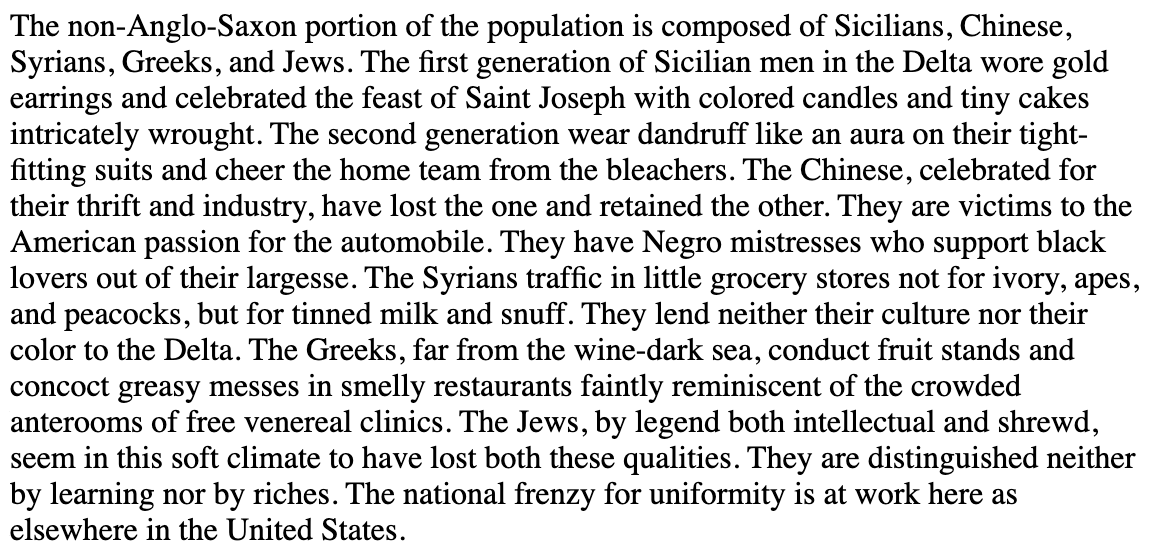 The non-Anglo-Saxon portion of the population is composed of Sicilians, Chinese,
Syrians, Greeks, and Jews. The first generation of Sicilian men in the Delta wore gold
earrings and celebrated the feast of Saint Joseph with colored candles and tiny cakes
intricately wrought. The second generation wear dandruff like an aura on their tight-
fitting suits and cheer the home team from the bleachers. The Chinese, celebrated for
their thrift and industry, have lost the one and retained the other. They are victims to the
American passion for the automobile. They have Negro mistresses who support black
lovers out of their largesse. The Syrians traffic in little grocery stores not for ivory, apes,
and peacocks, but for tinned milk and snuff. They lend neither their culture nor their
color to the Delta. The Greeks, far from the wine-dark sea, conduct fruit stands and
concoct greasy messes in smelly restaurants faintly reminiscent of the crowded
anterooms of free venereal clinics. The Jews, by legend both intellectual and shrewd,
seem in this soft climate to have lost both these qualities. They are distinguished neither
by learning nor by riches. The national frenzy for uniformity is at work here as
elsewhere in the United States.